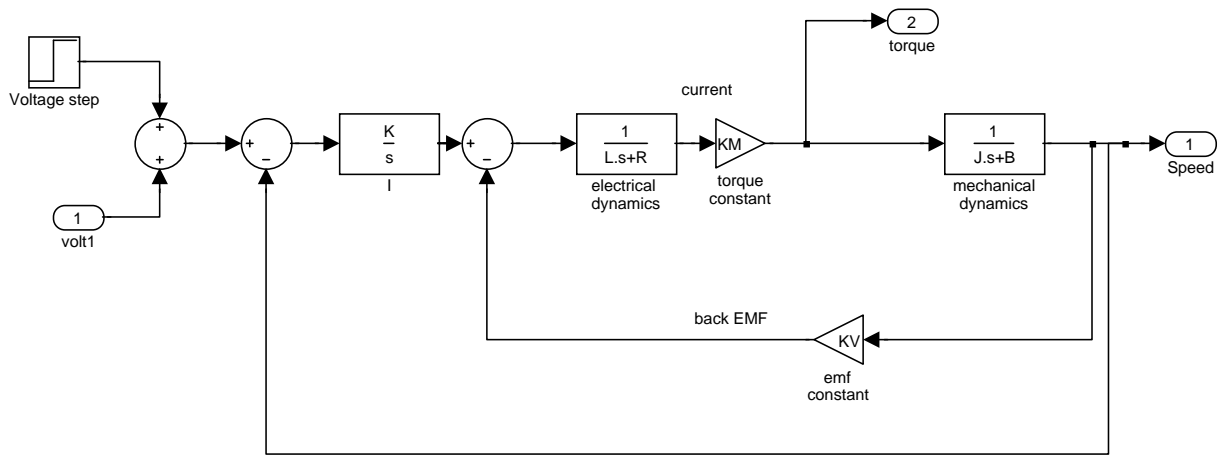 2
torque
Voltage step
current
+
+
+
−
K
s
I
+
−
1
L.s+R
electrical
dynamics
KM
torque
constant
1
J.s+B
mechanical
dynamics
1
Speed
1
volt1
back EMF
KV
emf
constant